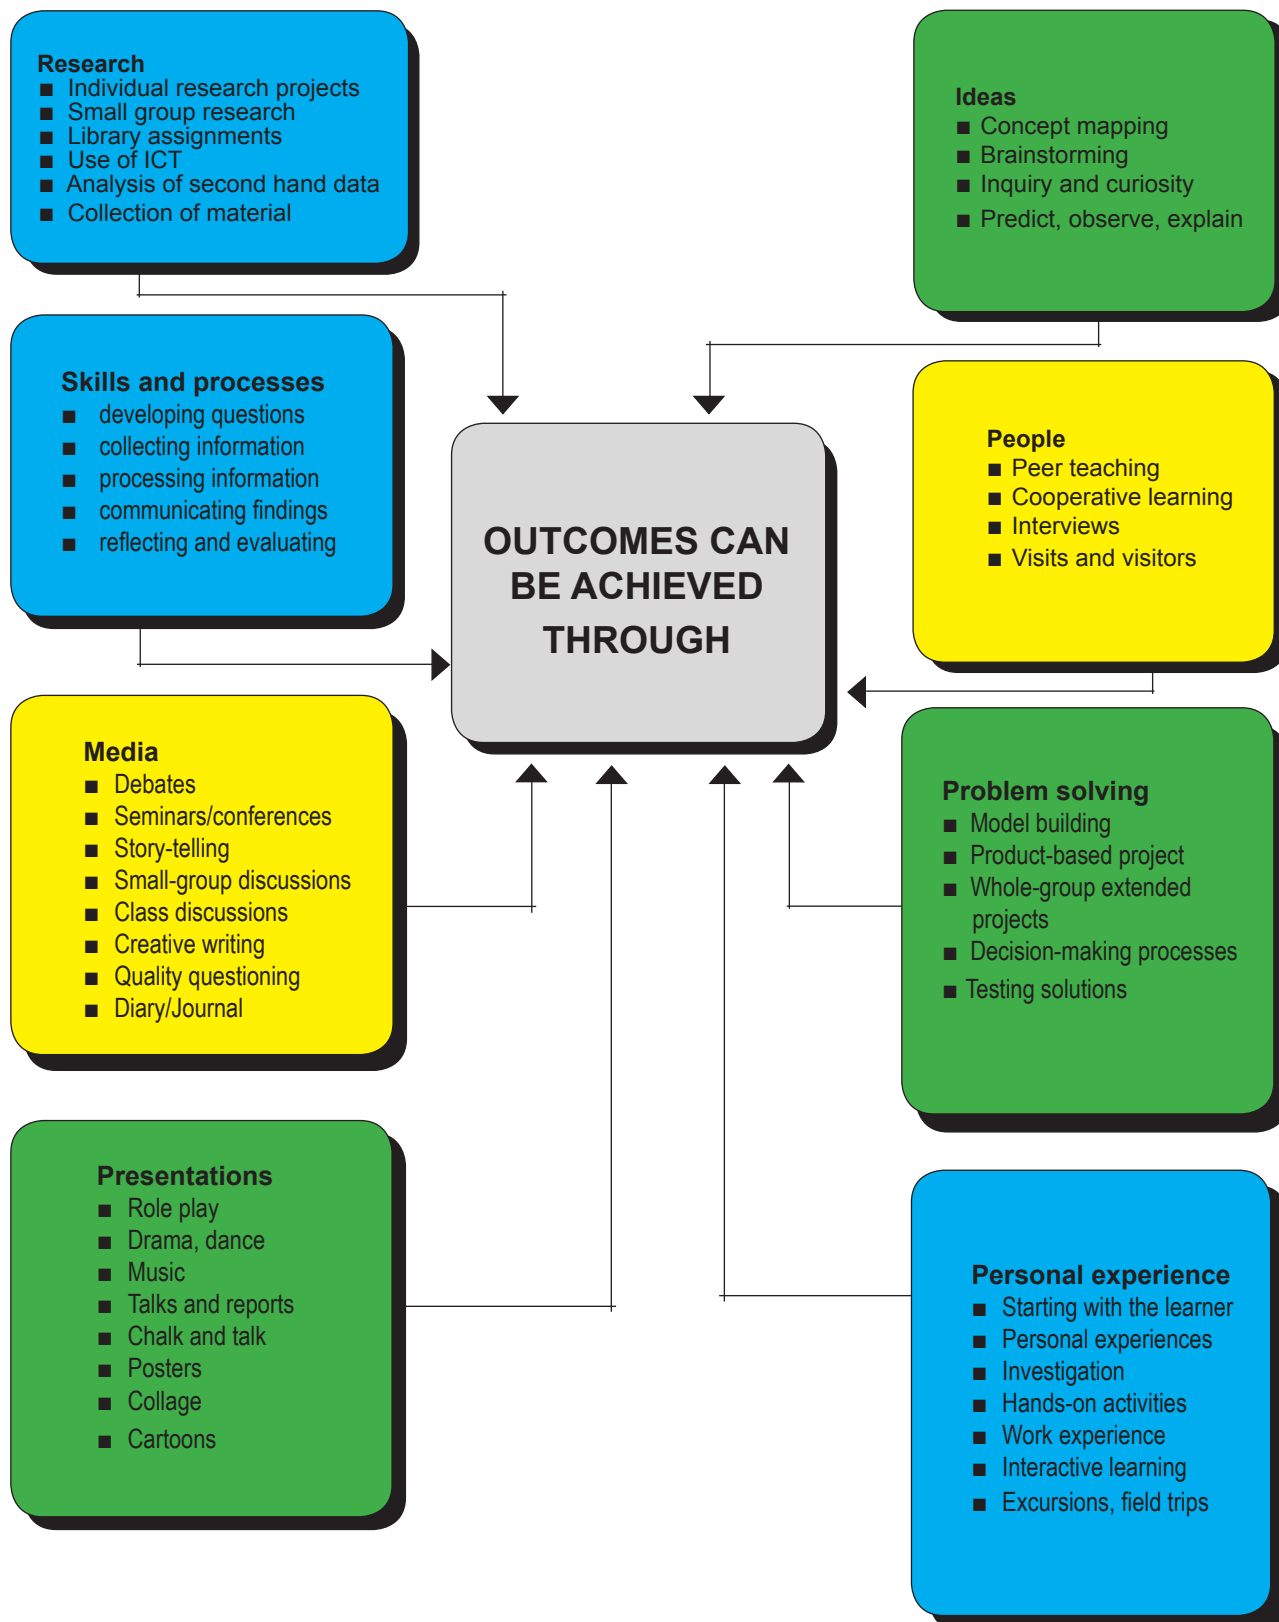 Research
■ Individual research projects
■ Small group research
■ Library assignments
■ Use of ICT
■ Analysis of second hand data
■ Collection of material
Ideas
■ Concept mapping
■ Brainstorming
■ Inquiry and curiosity
■ Predict, observe, explain
Skills and processes
■ developing questions
■ collecting information
■ processing information
■ communicating findings
■ reflecting and evaluating
OUTCOMES CAN
BE ACHIEVED
THROUGH
People
■ Peer teaching
■ Cooperative learning
■ Interviews
■ Visits and visitors
Media
■ Debates
■ Seminars/conferences
■ Story-telling
■ Small-group discussions
■ Class discussions
■ Creative writing
■ Quality questioning
■ Diary/Journal
Problem solving
■ Model building
■ Product-based project
■ Whole-group extended
projects
■ Decision-making processes
■ Testing solutions
Presentations
■ Role play
■ Drama, dance
■ Music
■ Talks and reports
■ Chalk and talk
■ Posters
■ Collage
■ Cartoons
Personal experience
■ Starting with the learner
■ Personal experiences
■ Investigation
■ Hands-on activities
■ Work experience
■ Interactive learning
■ Excursions, field trips